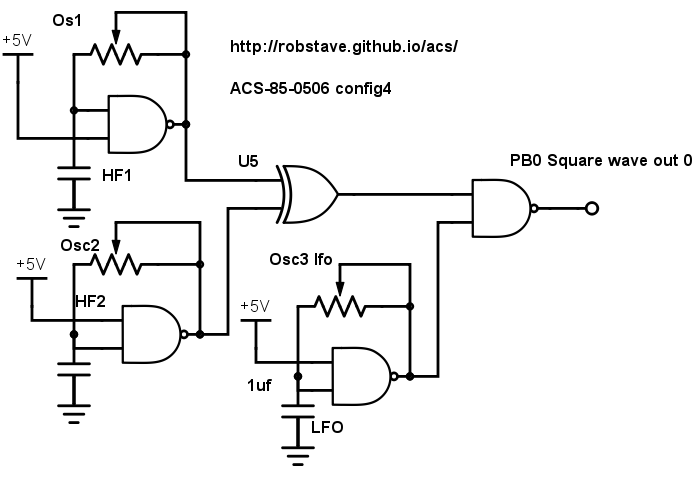 Os1
+5V
http://robstave.github.io/acs/
ACS-85-0506 config4
HF1
U5
PB0 Square wave out 0
Osc2
+5V
HF2
Osc3 lfo
+5V
1uf
LFO